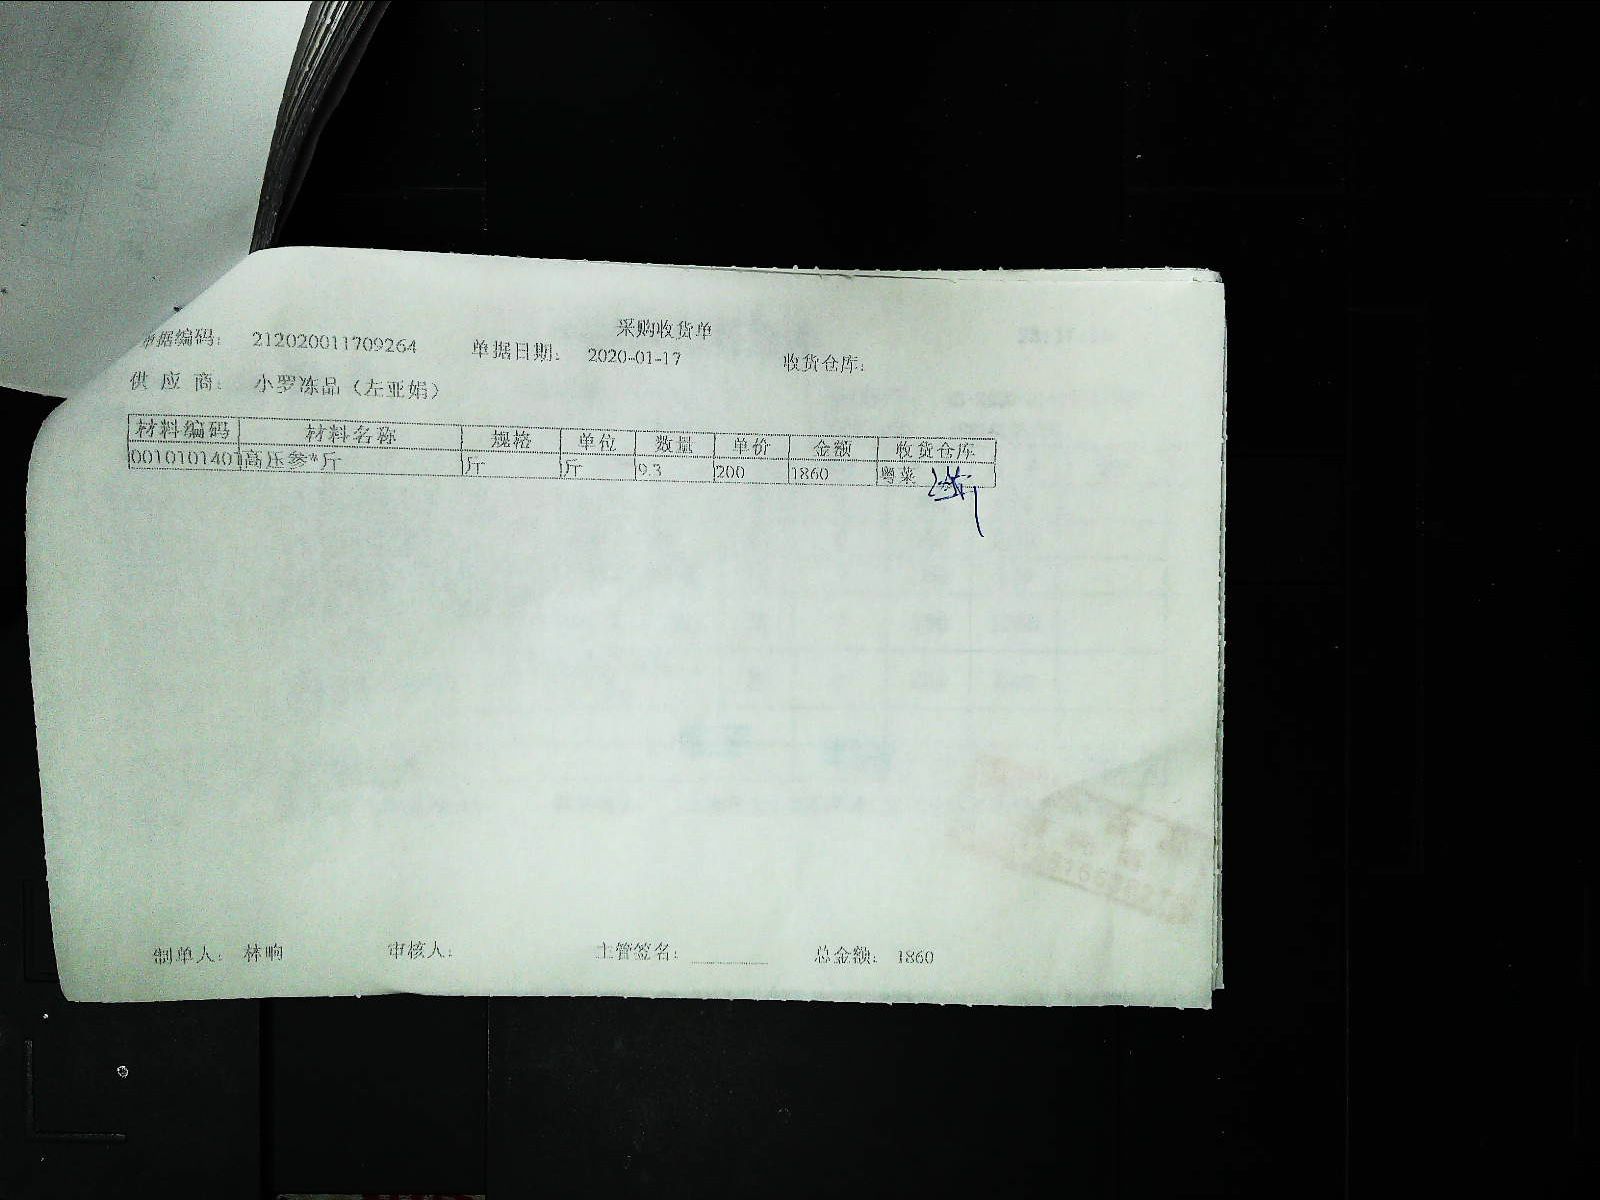 采购收货单
单据编码： 212020011709264 单据日期： 2020-01-17 收货仓库：
供 应 商： 小罗冻品（左亚娟）
材料编码 材料名称 规格 单位 数量 单价 金额 收货仓库
0010101401 高压参*斤 斤 斤 9.3 200 1860 粤菜
制单人： 林响 审核人： 主管签名： 总金额： 1860